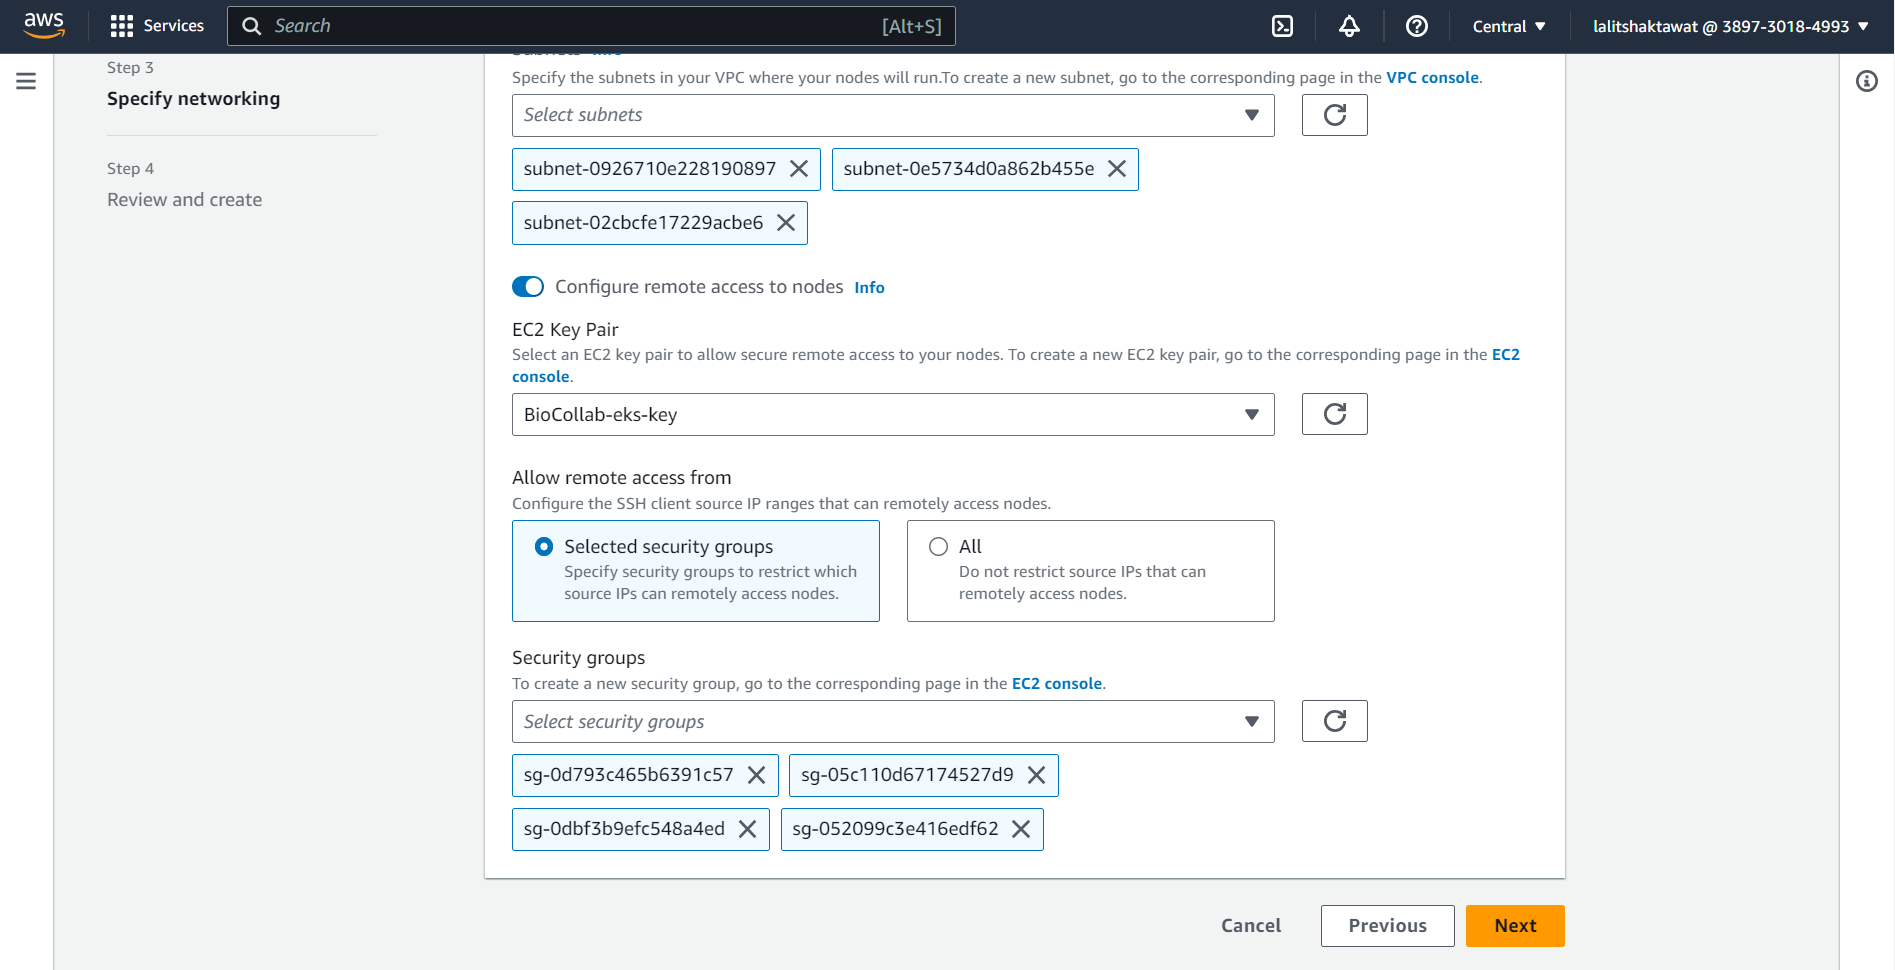 aws
Services
Search
[Alt+S]
Central
lalitshaktawat @ 3897-3018-4993
Step 3
Specify networking
Step 4
Review and create
Subnets Info
Specify the subnets in your VPC where your nodes will run.To create a new subnet, go to the corresponding page in the VPC console.
Select subnets
subnet-0926710e228190897
subnet-0e5734d0a862b455e
subnet-02cbcfe17229acbe6
Configure remote access to nodes Info
EC2 Key Pair
Select an EC2 key pair to allow secure remote access to your nodes. To create a new EC2 key pair, go to the corresponding page in the EC2
console.
BioCollab-eks-key
Allow remote access from
Configure the SSH client source IP ranges that can remotely access nodes.
Selected security groups
Specify security groups to restrict which
source IPs can remotely access nodes.
All
Do not restrict source IPs that can
remotely access nodes.
Security groups
To create a new security group, go to the corresponding page in the EC2 console.
Select security groups
sg-0d793c465b6391c57
sg-05c110d67174527d9
sg-0dbf3b9efc548a4ed
sg-052099c3e416edf62
Cancel
Previous
Next